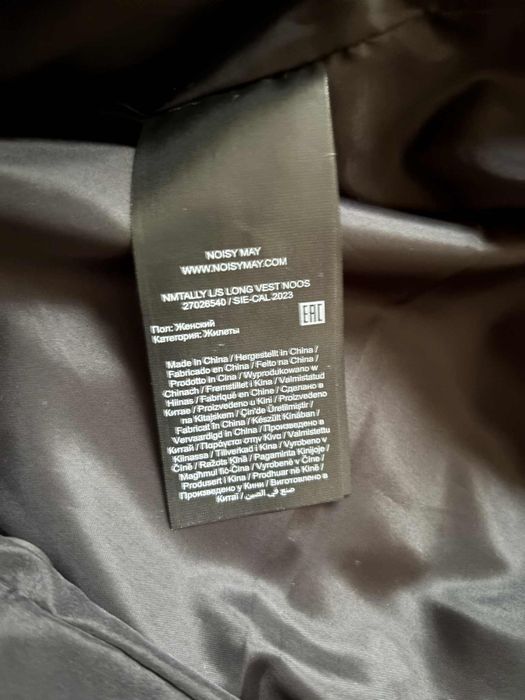 NOISY MAY
WWW.NOISYMAY.COM
NMTALLY L/S LONG VEST NOOS
27026540 / SIE-CAL 2023
EAC
Пол: Женский
Категория: Жилеты
Made in China / Hergestellt in China /
Fabricado en China / Feito na China /
Prodotto in Cina / Wyprodukowano w
Chinach / Fremstillet i Kina / Valmistatud
Hiinas / Fabriqué en Chine / Сделано в
Китае / Proizvedeno u Kini / Proizvedeno
na Kitajskem / Çin'de Üretilmiştir /
Fabricat în China / Készült Kínában /
Vervaardigd in China / Произведено в
Китай / Παράγεται στην Κίνα / Valmistettu
Kiinassa / Tillverkad i Kina / Vyrobeno v
Číně / Ražots Ķīnā / Pagaminta Kinijoje /
Magħmul fiċ-Ċina / Vyrobené v Číne /
Produsert i Kina / Prodhuar në Kinë /
Произведено у Кини / Виготовлено в
Китаї / صنع في الصين